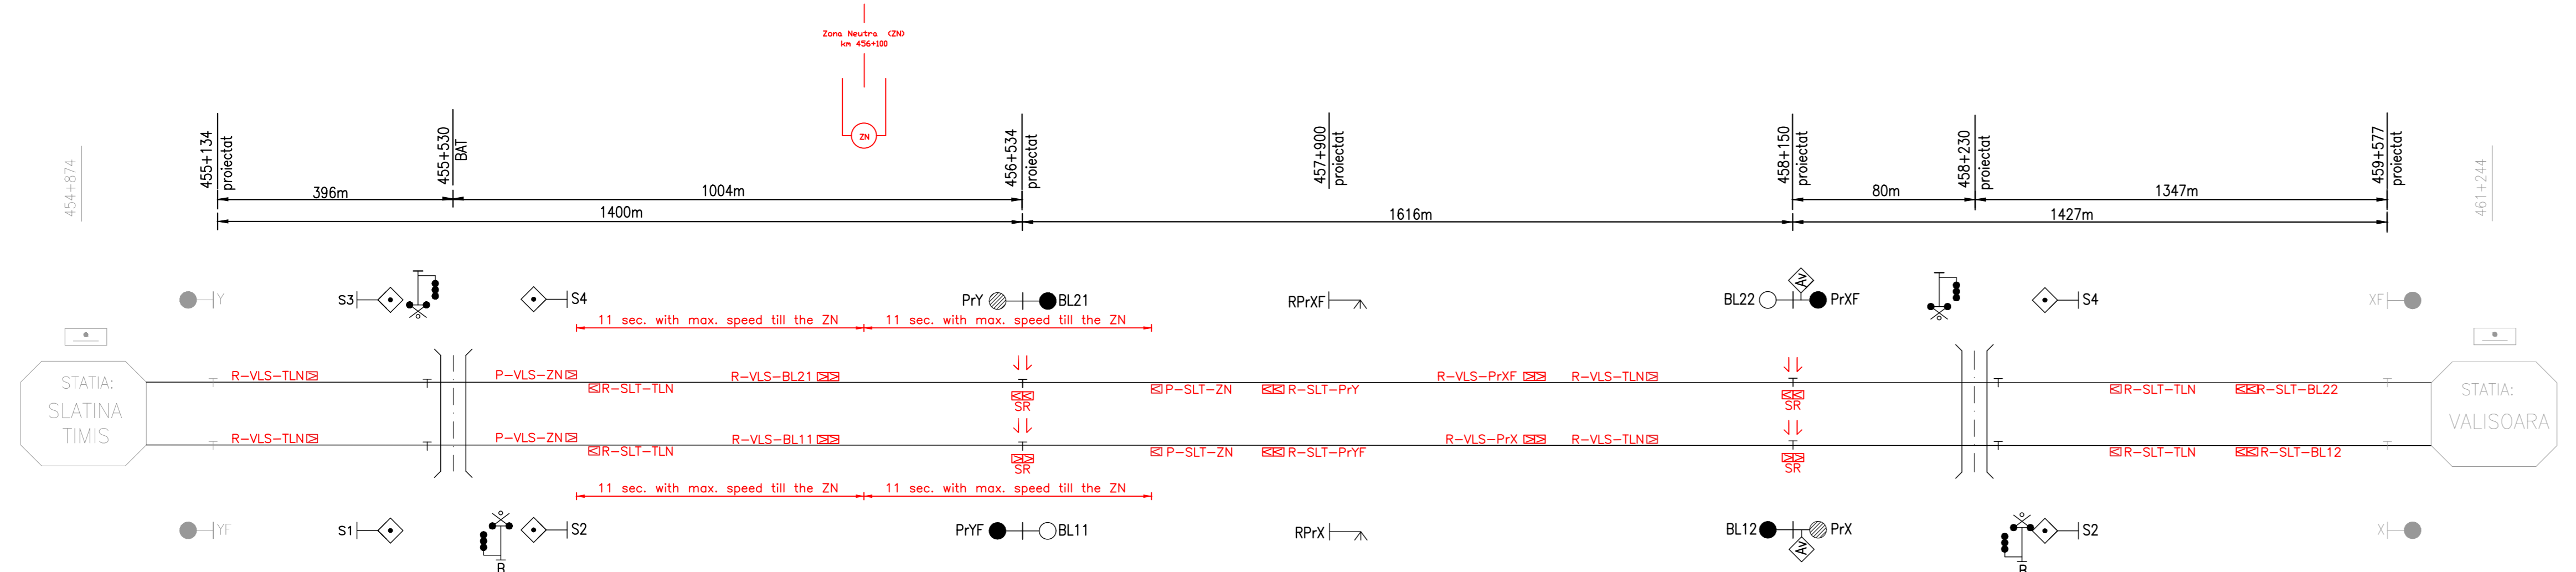 Zona Neutra (ZN)
km 456+100
ZN
454+874
455+134
proiectat
455+530
BAT
456+534
proiectat
457+900
proiectat
458+150
proiectat
458+230
proiectat
459+577
proiectat
461+244
396m
1004m
80m
1347m
1400m
1616m
1427m
Y
S3
S4
PrY
BL21
RPrXF
BL22
AV
PrXF
S4
XF
11 sec. with max. speed till the ZN
11 sec. with max. speed till the ZN
STATIA:
SLATINA
TIMIS
R-VLS-TLN
P-VLS-ZN
R-SLT-TLN
R-VLS-BL21
SR
P-SLT-ZN
R-SLT-PrY
R-VLS-PrXF
R-VLS-TLN
SR
R-SLT-TLN
R-SLT-BL22
STATIA:
VALISOARA
R-VLS-TLN
P-VLS-ZN
R-SLT-TLN
R-VLS-BL11
SR
P-SLT-ZN
R-SLT-PrYF
R-VLS-PrX
R-VLS-TLN
SR
R-SLT-TLN
R-SLT-BL12
11 sec. with max. speed till the ZN
11 sec. with max. speed till the ZN
YF
S1
S2
R
PrYF
BL11
RPrX
BL12
AV
PrX
S2
R
X